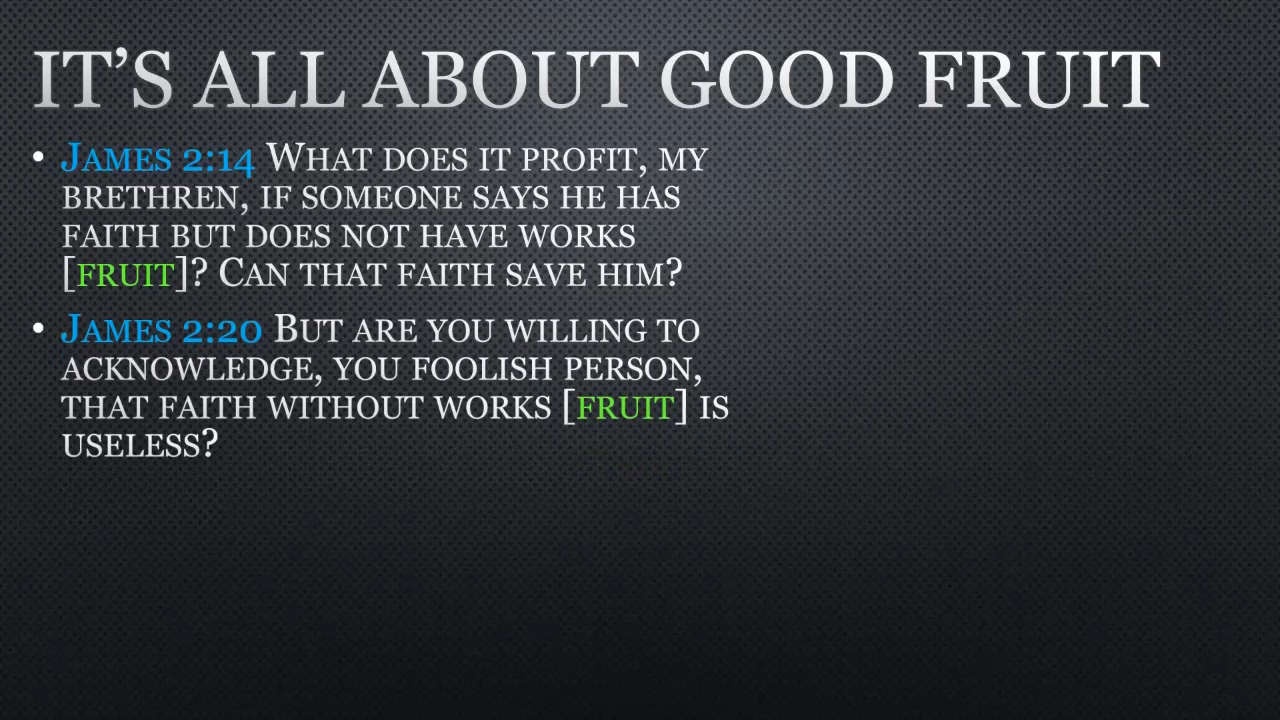 IT’S ALL ABOUT GOOD FRUIT
• JAMES 2:14 WHAT DOES IT PROFIT, MY
BRETHREN, IF SOMEONE SAYS HE HAS
FAITH BUT DOES NOT HAVE WORKS
[FRUIT]? CAN THAT FAITH SAVE HIM?
• JAMES 2:20 BUT ARE YOU WILLING TO
ACKNOWLEDGE, YOU FOOLISH PERSON,
THAT FAITH WITHOUT WORKS [FRUIT] IS
USELESS?